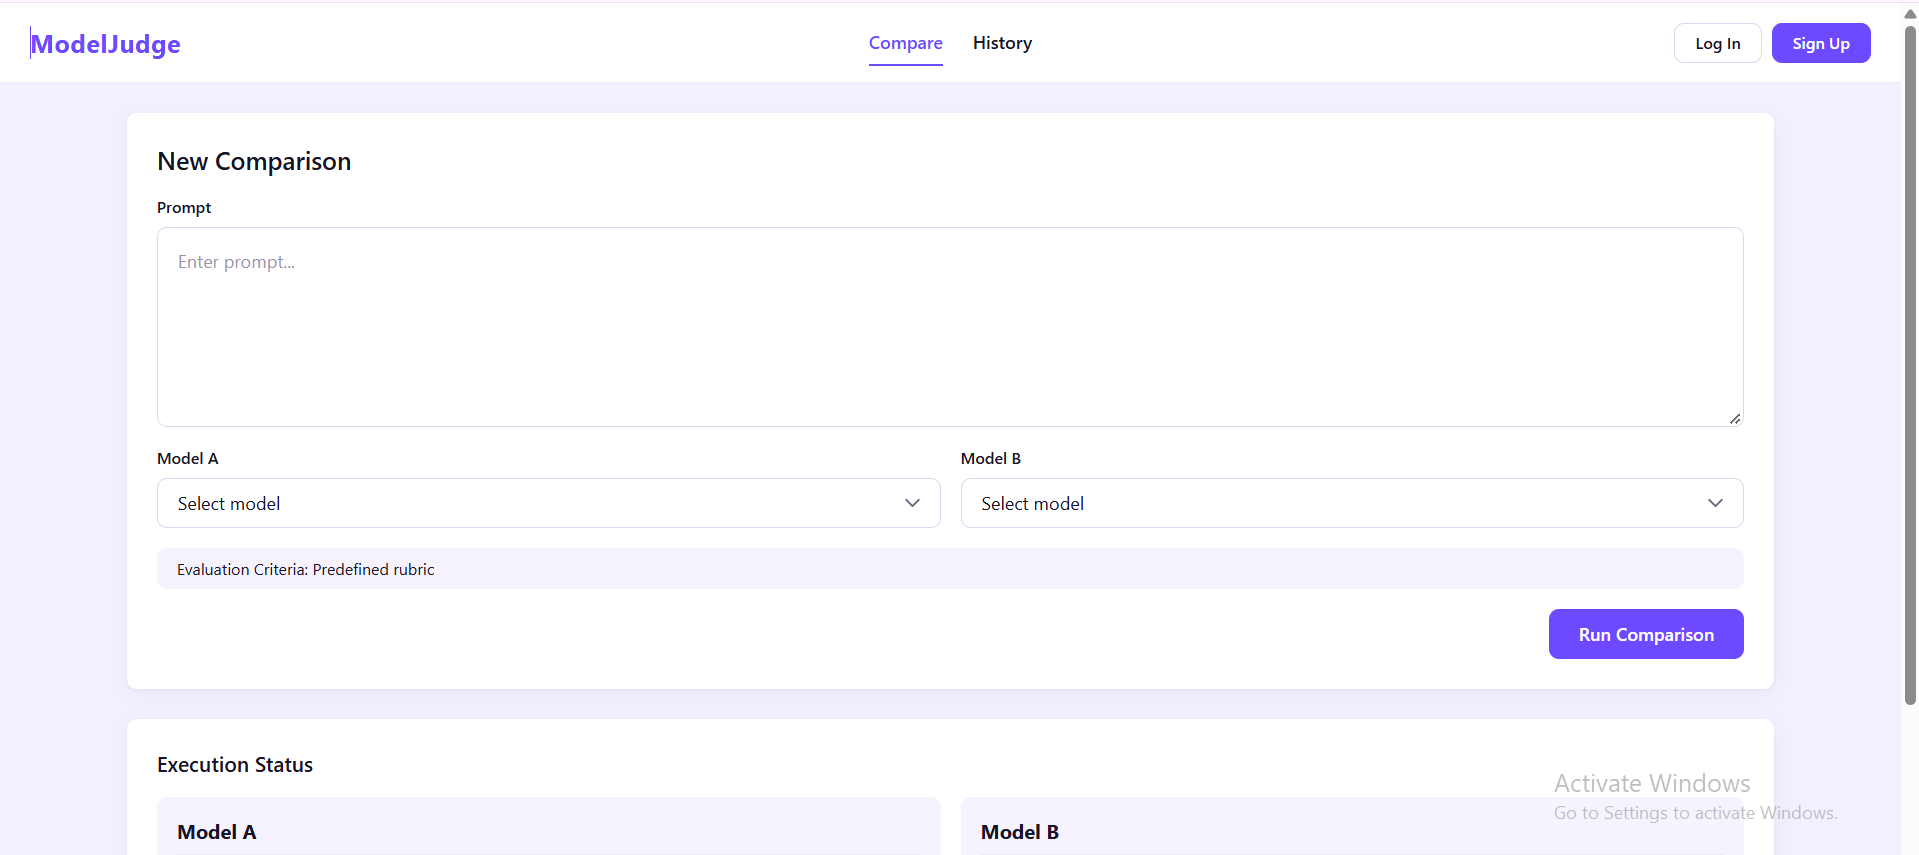 ModelJudge
Compare
History
Log In
Sign Up
New Comparison
Prompt
Enter prompt...
Model A
Model B
Select model
Select model
Evaluation Criteria: Predefined rubric
Run Comparison
Execution Status
Model A
Model B
Activate Windows
Go to Settings to activate Windows.